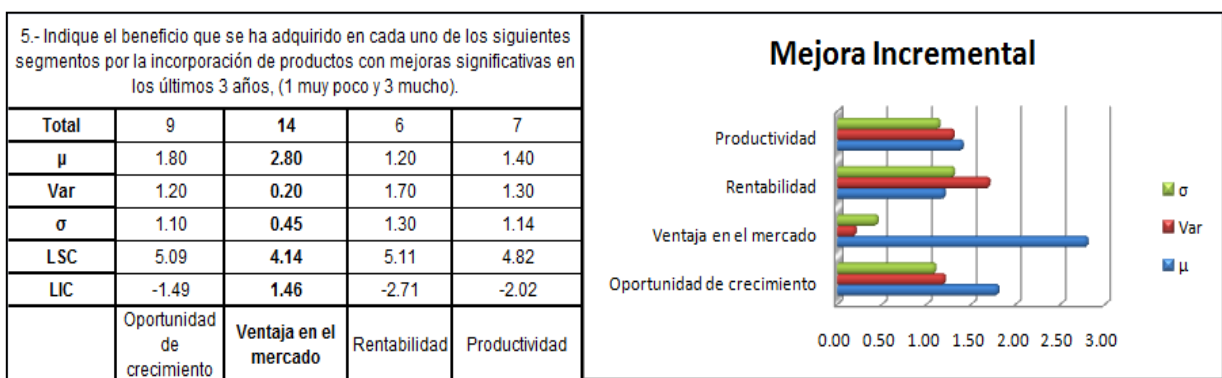 5.- Indique el beneficio que se ha adquirido en cada uno de los siguientes
segmentos por la incorporación de productos con mejoras significativas en
los últimos 3 años, (1 muy poco y 3 mucho).
Total 9 14 6 7
μ 1.80 2.80 1.20 1.40
Var 1.20 0.20 1.70 1.30
σ 1.10 0.45 1.30 1.14
LSC 5.09 4.14 5.11 4.82
LIC -1.49 1.46 -2.71 -2.02
Oportunidad
de
crecimiento
Ventaja en el
mercado
Rentabilidad
Productividad
Mejora Incremental
Productividad
Rentabilidad
Ventaja en el mercado
Oportunidad de crecimiento
0.00 0.50 1.00 1.50 2.00 2.50 3.00
σ
Var
μ